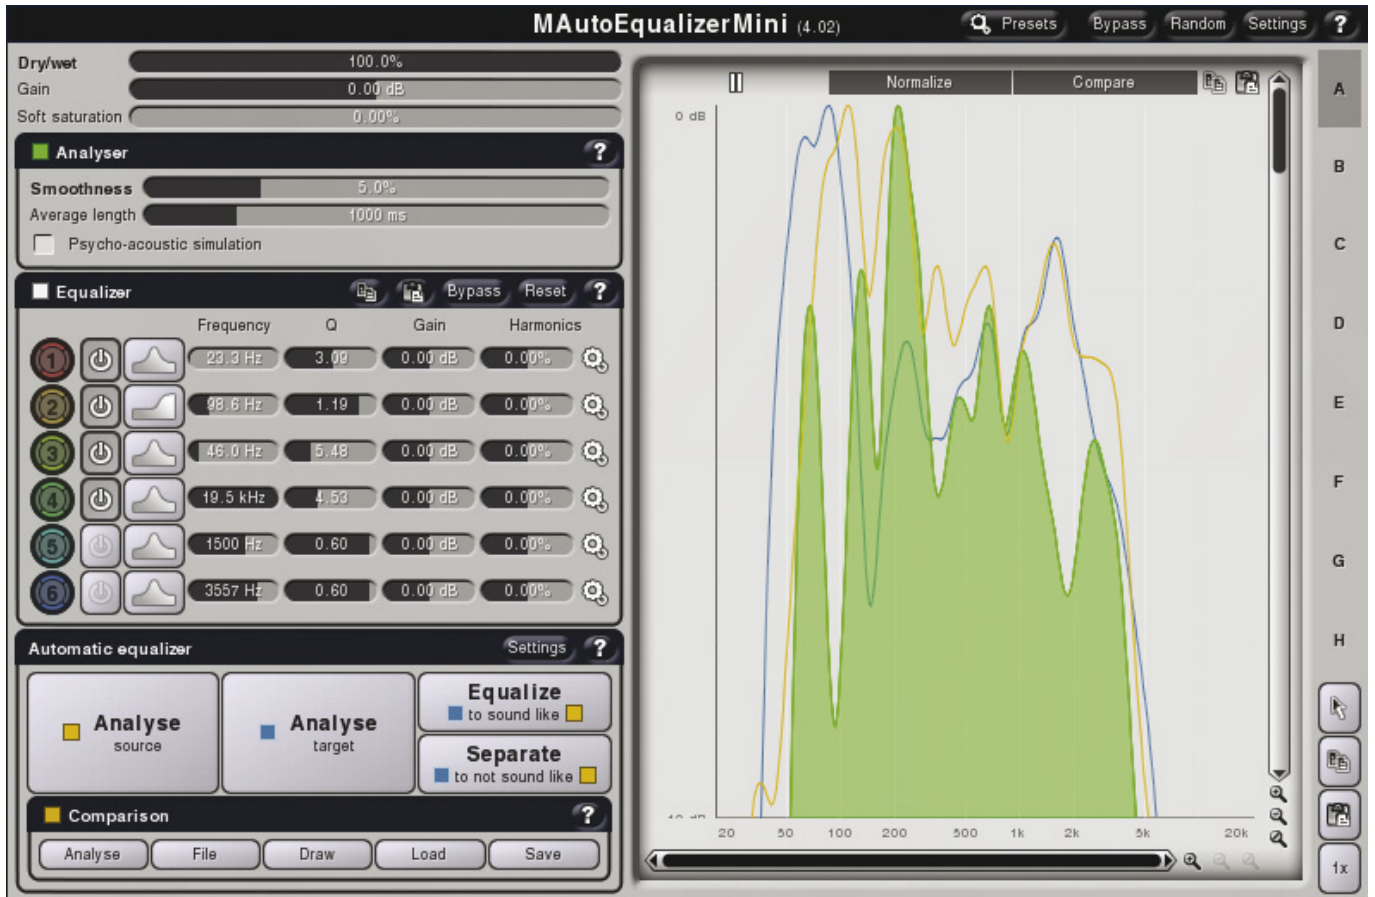 MAutoEqualizerMini (4.02)
Presets Bypass Random Settings ?
Dry/wet 100.0%
Gain 0.00 dB
Soft saturation 0.00%
Analyser ?
Smoothness 5.0%
Average length 1000 ms
Psycho-acoustic simulation
Equalizer Bypass Reset ?
Frequency Q Gain Harmonics
1 23.3 Hz 3.09 0.00 dB 0.00%
2 98.6 Hz 1.19 0.00 dB 0.00%
3 46.0 Hz 5.48 0.00 dB 0.00%
4 19.5 kHz 4.53 0.00 dB 0.00%
5 1500 Hz 0.60 0.00 dB 0.00%
6 3557 Hz 0.60 0.00 dB 0.00%
Automatic equalizer Settings ?
Analyse
source
Analyse
target
Equalize
to sound like
Separate
to not sound like
Comparison ?
Analyse File Draw Load Save
Normalize Compare
0 dB
20 50 100 200 500 1k 2k 5k 20k
A
B
C
D
E
F
G
H
1x